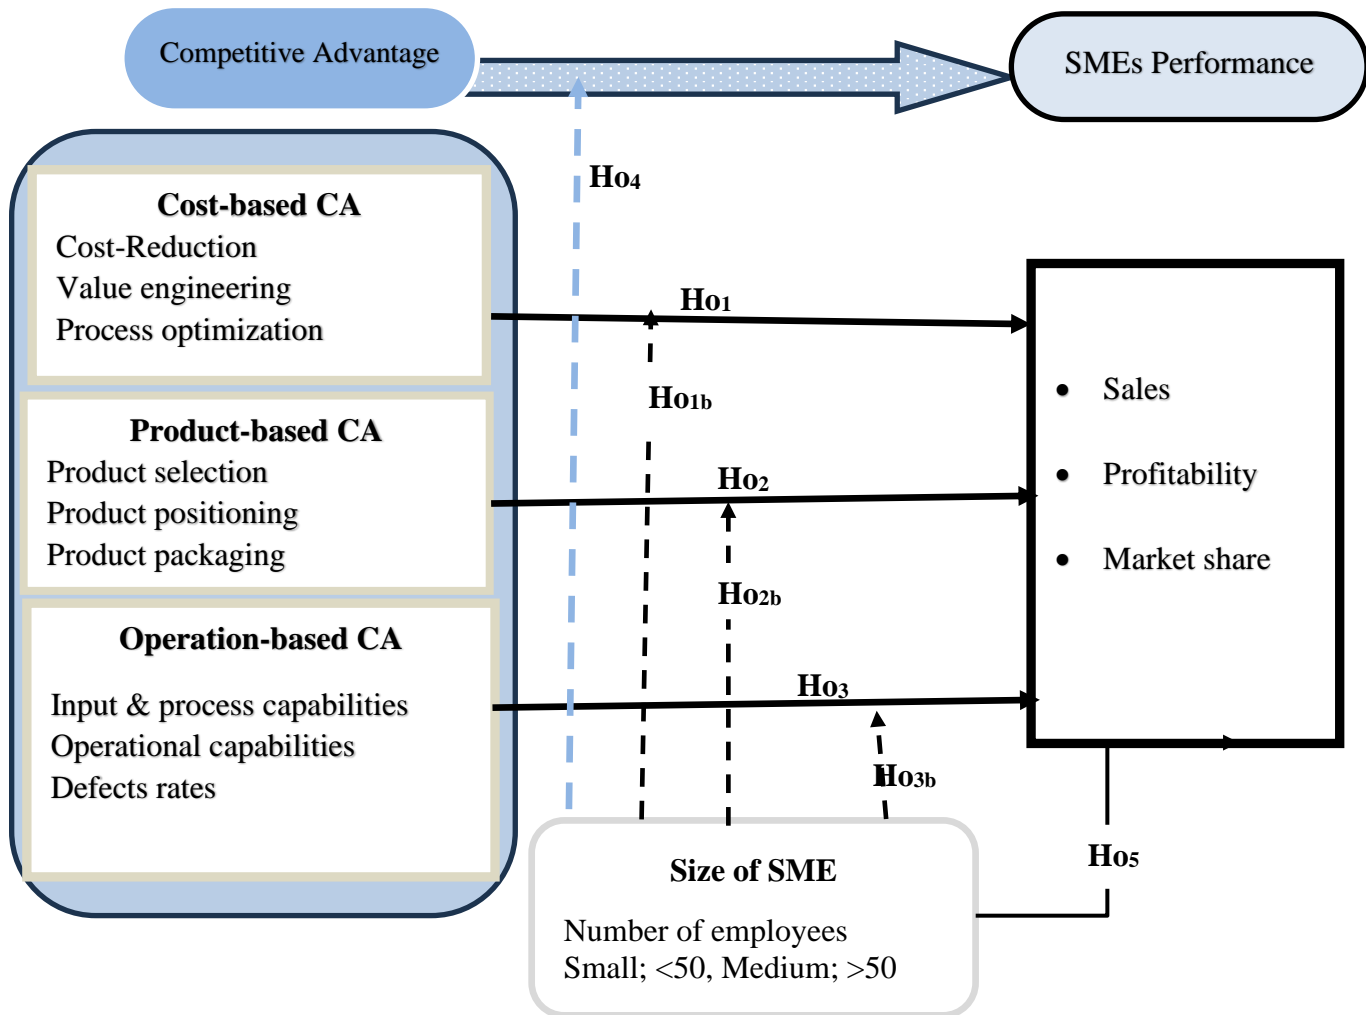 Competitive Advantage
SMEs Performance
Ho4
Cost-based CA
Cost-Reduction
Value engineering
Process optimization
Ho1
Ho1b
Product-based CA
Product selection
Product positioning
Product packaging
Ho2
Ho2b
Operation-based CA
Input & process capabilities
Operational capabilities
Defects rates
Ho3
Ho3b
• Sales
• Profitability
• Market share
Size of SME
Number of employees
Small; <50, Medium; >50
Ho5